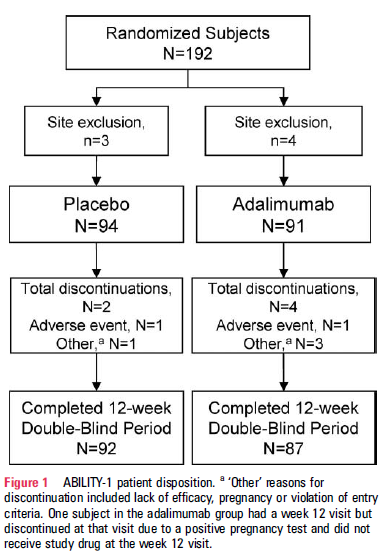 Randomized Subjects
N=192
Site exclusion,
n=3
Site exclusion,
n=4
Placebo
N=94
Adalimumab
N=91
Total discontinuations,
N=2
Adverse event, N=1
Other,ᵃ N=1
Total discontinuations,
N=4
Adverse event, N=1
Other,ᵃ N=3
Completed 12-week
Double-Blind Period
N=92
Completed 12-week
Double-Blind Period
N=87
Figure 1 ABILITY-1 patient disposition. ᵃ ‘Other’ reasons for
discontinuation included lack of efficacy, pregnancy or violation of entry
criteria. One subject in the adalimumab group had a week 12 visit but
discontinued at that visit due to a positive pregnancy test and did not
receive study drug at the week 12 visit.